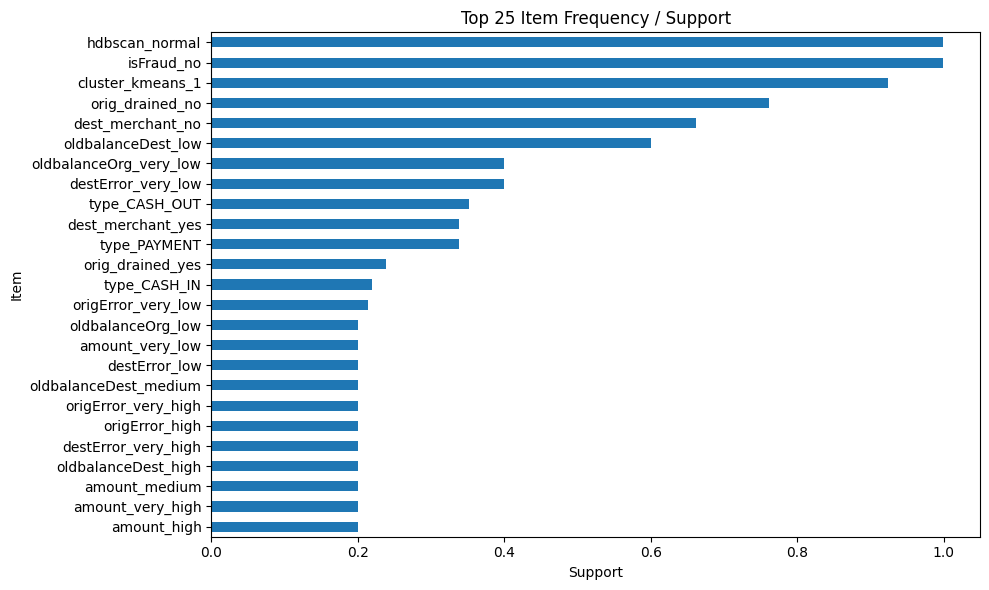 Top 25 Item Frequency / Support
hdbscan_normal
isFraud_no
cluster_kmeans_1
orig_drained_no
dest_merchant_no
oldbalanceDest_low
oldbalanceOrg_very_low
destError_very_low
type_CASH_OUT
dest_merchant_yes
type_PAYMENT
orig_drained_yes
type_CASH_IN
origError_very_low
oldbalanceOrg_low
amount_very_low
destError_low
oldbalanceDest_medium
origError_very_high
origError_high
destError_very_high
oldbalanceDest_high
amount_medium
amount_very_high
amount_high
Item
0.0 0.2 0.4 0.6 0.8 1.0
Support